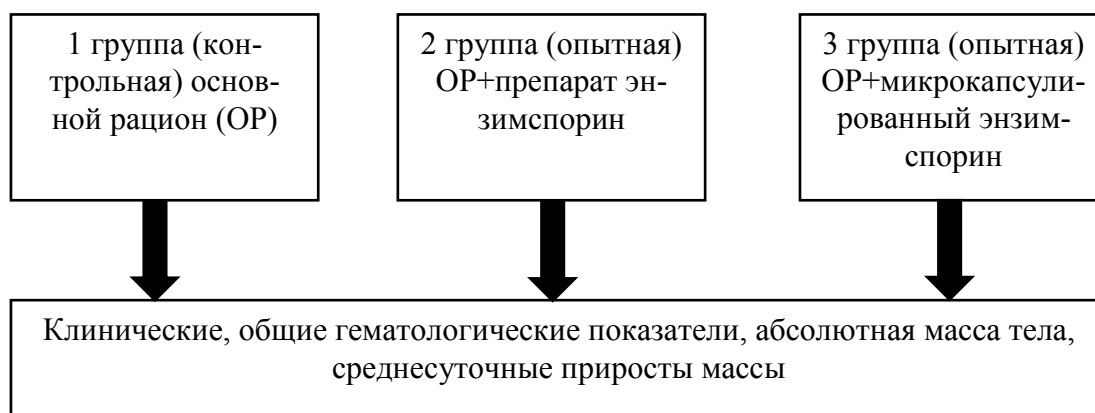 1 группа (кон-
трольная) основ-
ной рацион (ОР)
2 группа (опытная)
ОР+препарат эн-
зимспорин
3 группа (опытная)
ОР+микрокапсули-
рованный энзим-
спорин
Клинические, общие гематологические показатели, абсолютная масса тела,
среднесуточные приросты массы